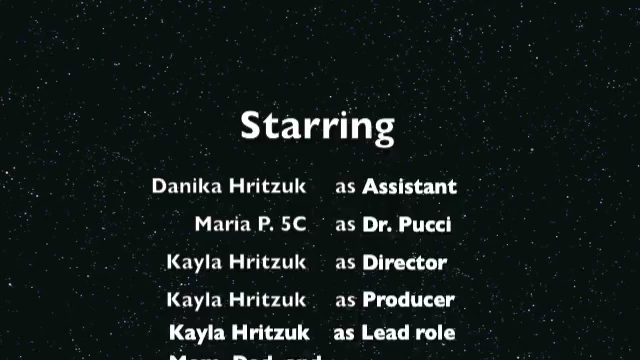 Starring
Danika Hritzuk as Assistant
Maria P. 5C as Dr. Pucci
Kayla Hritzuk as Director
Kayla Hritzuk as Producer
Kayla Hritzuk as Lead role